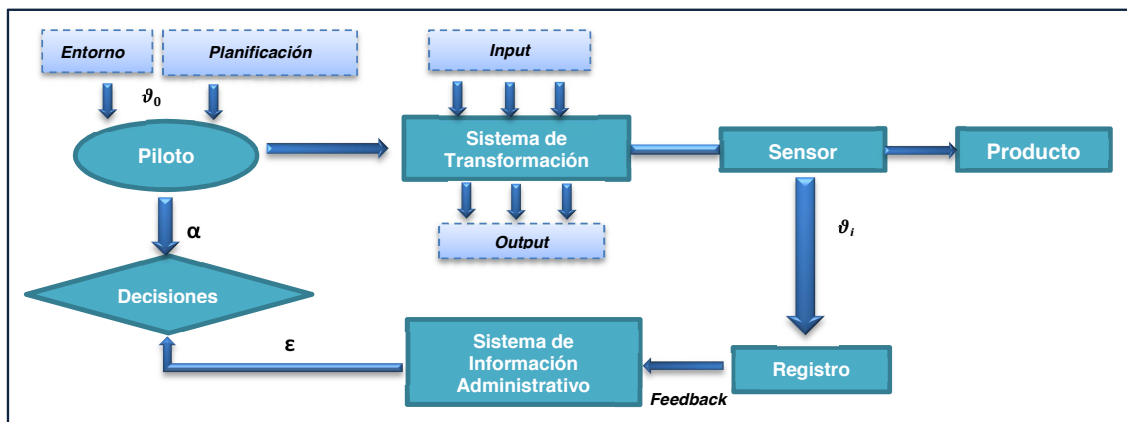 Entorno
Planificación
Input
ϑ₀
Piloto
Sistema de
Transformación
Sensor
Producto
α
Output
ϑᵢ
Decisiones
ε
Sistema de
Información
Administrativo
Registro
Feedback